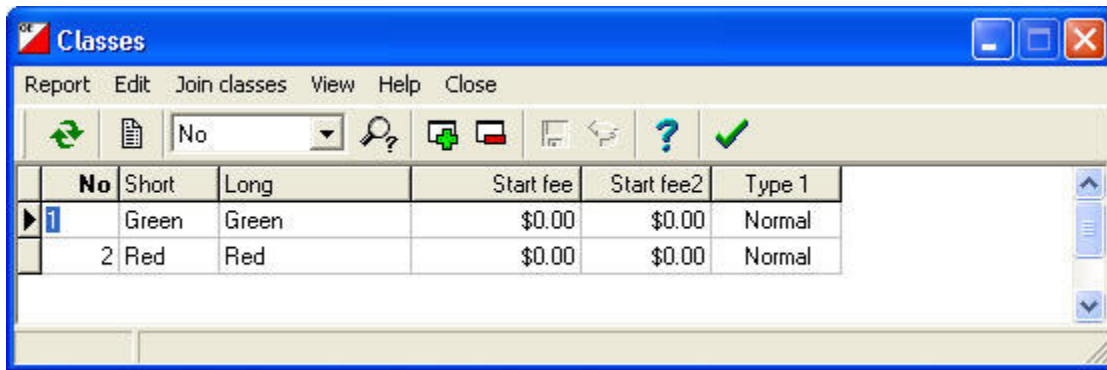 OE Classes
Report Edit Join classes View Help Close
No
No Short Long Start fee Start fee2 Type 1
1 Green Green $0.00 $0.00 Normal
2 Red Red $0.00 $0.00 Normal